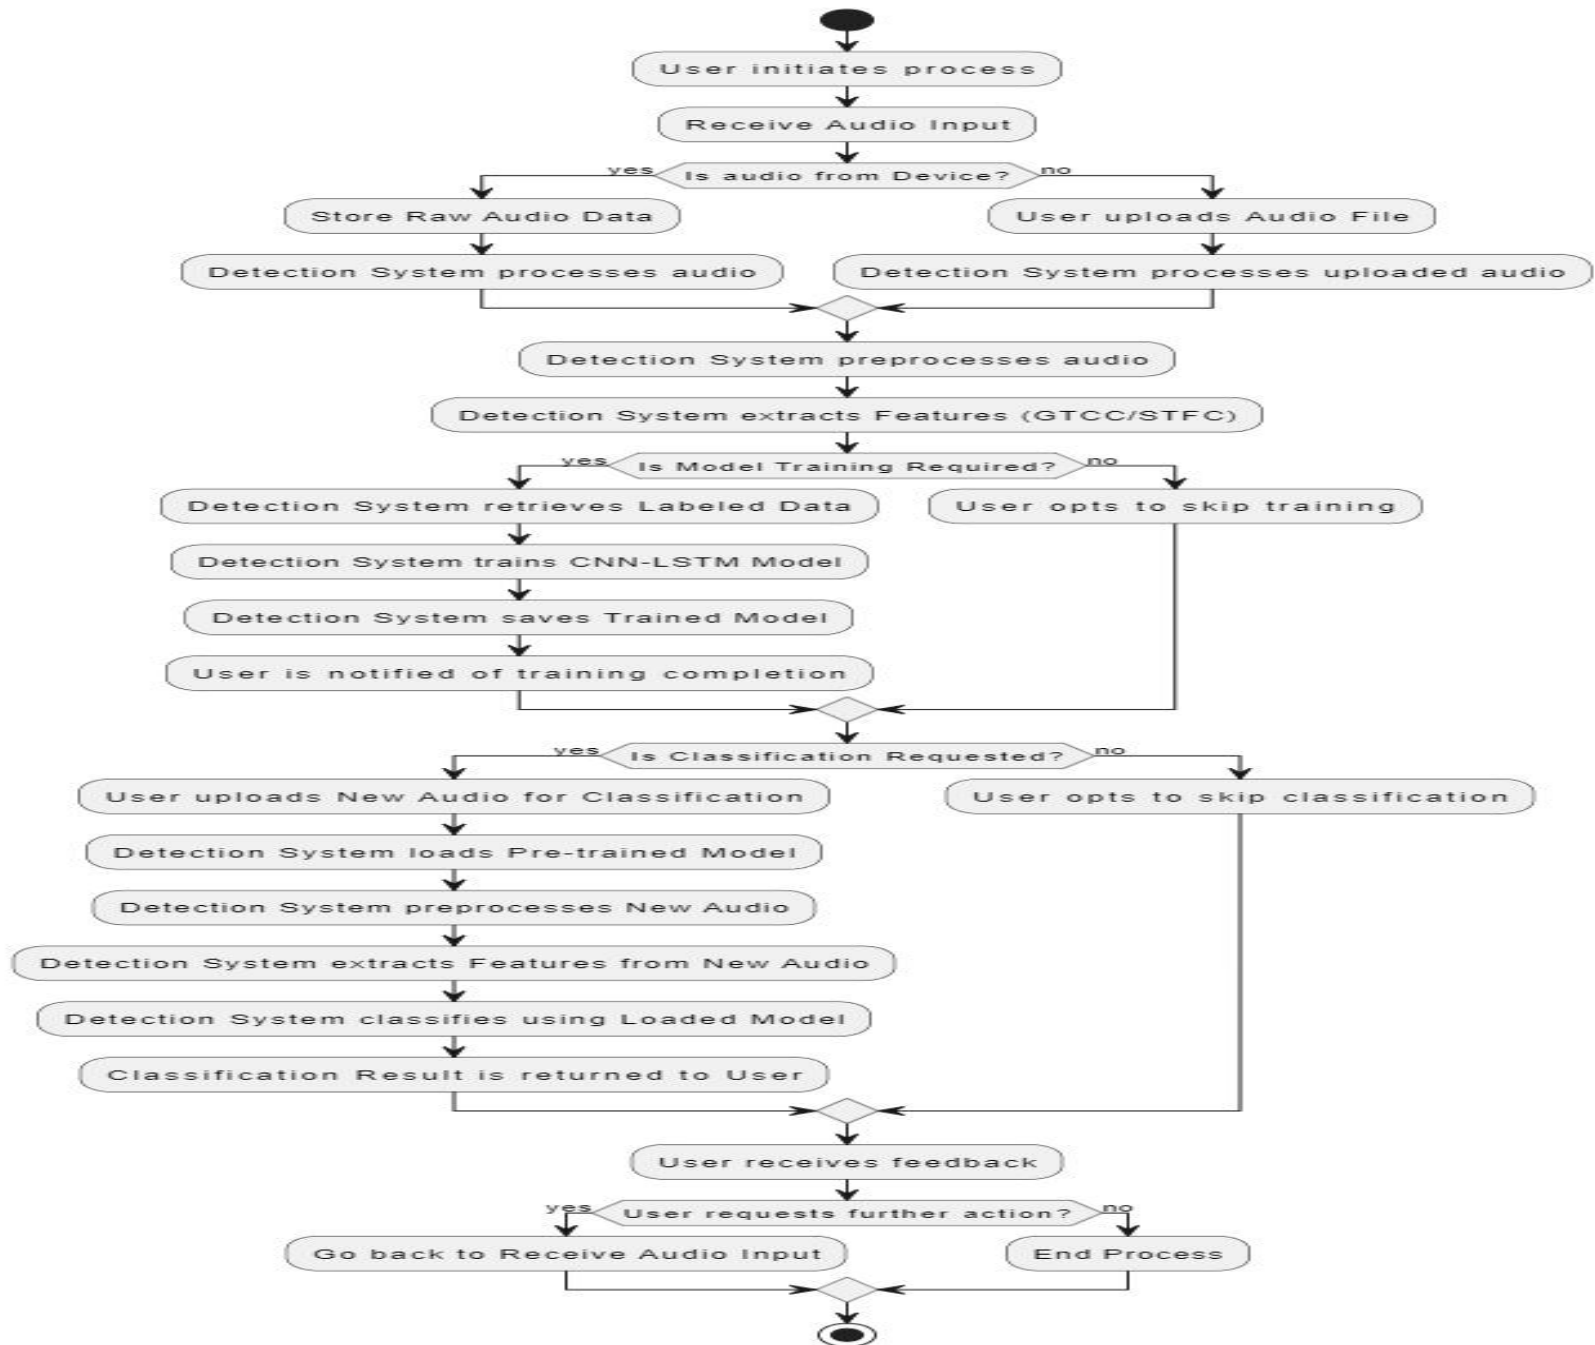 User initiates process
Receive Audio Input
yes
Is audio from Device?
no
Store Raw Audio Data
User uploads Audio File
Detection System processes audio
Detection System processes uploaded audio
Detection System preprocesses audio
Detection System extracts Features (GTCC/STFC)
yes
Is Model Training Required?
no
Detection System retrieves Labeled Data
User opts to skip training
Detection System trains CNN-LSTM Model
Detection System saves Trained Model
User is notified of training completion
yes
Is Classification Requested?
no
User uploads New Audio for Classification
User opts to skip classification
Detection System loads Pre-trained Model
Detection System preprocesses New Audio
Detection System extracts Features from New Audio
Detection System classifies using Loaded Model
Classification Result is returned to User
User receives feedback
yes
User requests further action?
no
Go back to Receive Audio Input
End Process